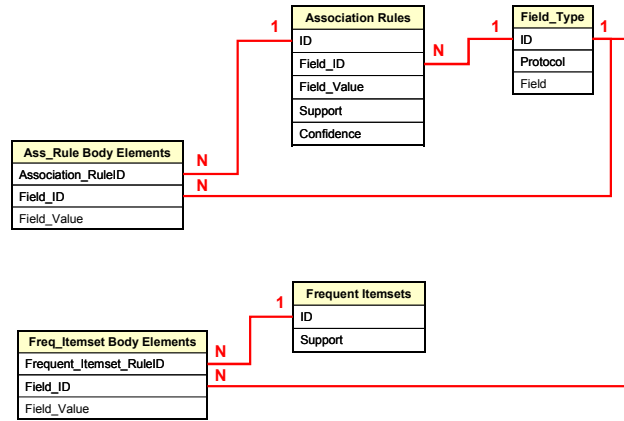 Association Rules
ID
Field_ID
Field_Value
Support
Confidence
1
N
Field_Type
ID
Protocol
Field
1
1
Ass_Rule Body Elements
Association_RuleID
Field_ID
Field_Value
N
N
Frequent Itemsets
ID
Support
1
Freq_Itemset Body Elements
Frequent_Itemset_RuleID
Field_ID
Field_Value
N
N